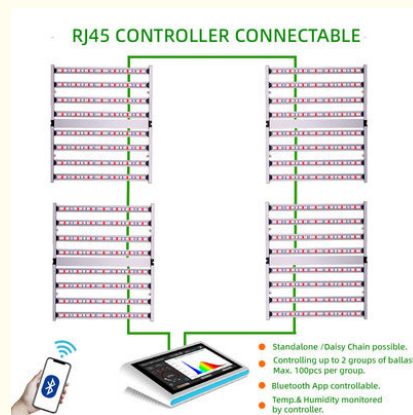 RJ45 CONTROLLER CONNECTABLE
Standalone /Daisy Chain possible.
Controlling up to 2 groups of ballast
Max. 100pcs per group.
Bluetooth App controllable.
Temp.& Humidity monitored
by controller.